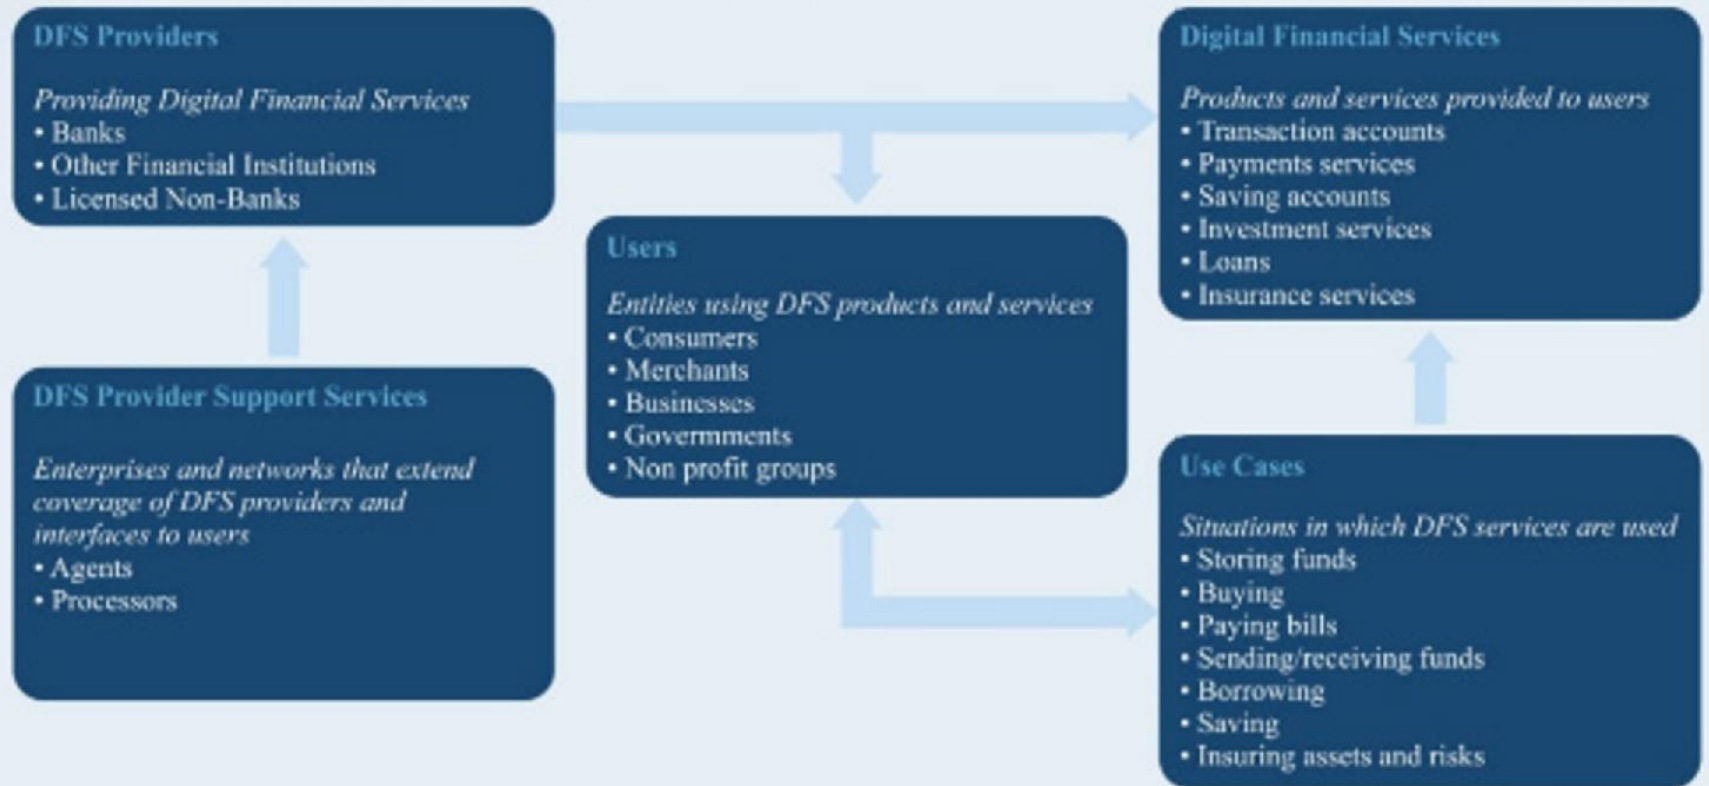 DFS Providers
Providing Digital Financial Services
• Banks
• Other Financial Institutions
• Licensed Non-Banks
Digital Financial Services
Products and services provided to users
• Transaction accounts
• Payments services
• Saving accounts
• Investment services
• Loans
• Insurance services
Users
Entities using DFS products and services
• Consumers
• Merchants
• Businesses
• Governments
• Non profit groups
DFS Provider Support Services
Enterprises and networks that extend
coverage of DFS providers and
interfaces to users
• Agents
• Processors
Use Cases
Situations in which DFS services are used
• Storing funds
• Buying
• Paying bills
• Sending/receiving funds
• Borrowing
• Saving
• Insuring assets and risks